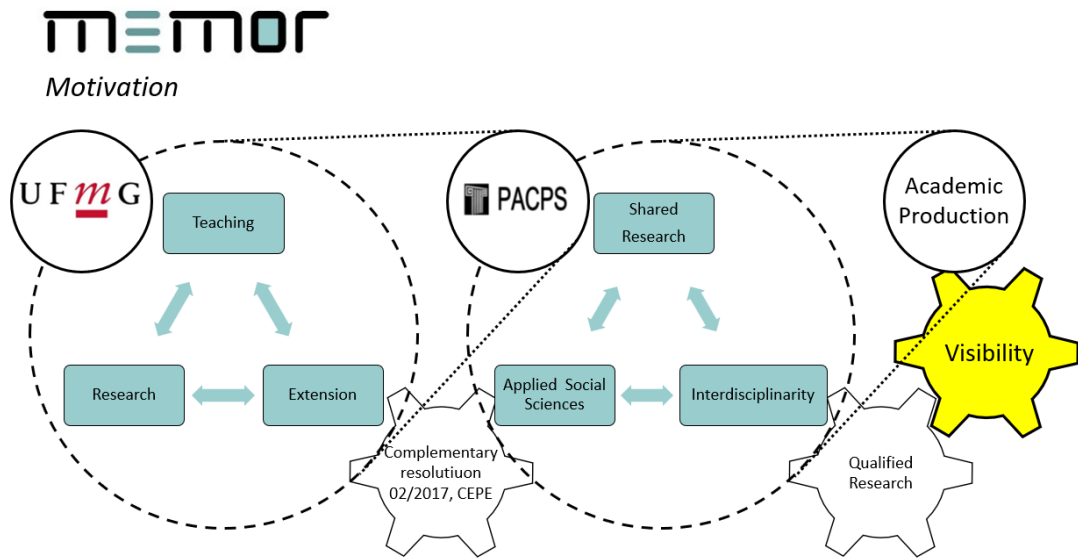 memor
Motivation
UFmG
Teaching
Research
Extension
Complementary
resolutiuon
02/2017, CEPE
PACPS
Shared
Research
Applied Social
Sciences
Interdisciplinarity
Qualified
Research
Academic
Production
Visibility